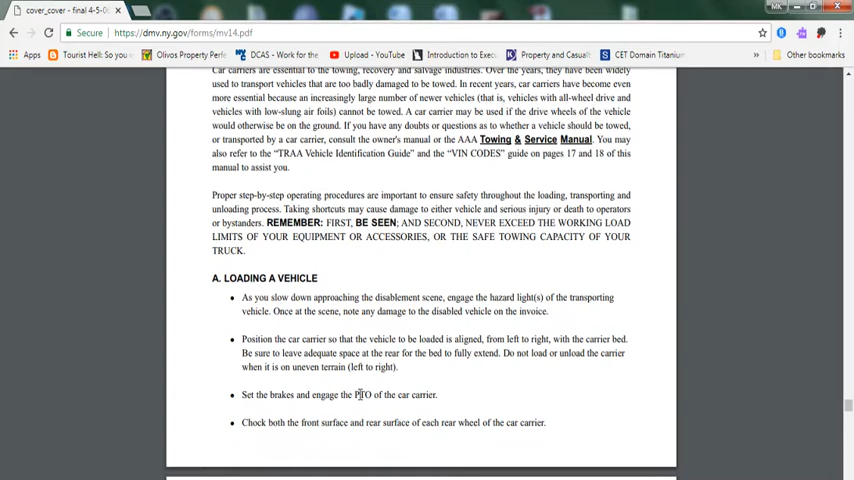 cover_cover - final 4-5-0
MK
Secure
https://dmv.ny.gov/forms/mv14.pdf
Apps
Tourist Hell: So you g
Olivos Property Perfe
DCAS - Work for the
Upload - YouTube
Introduction to Execu
Property and Casualty
CET Domain Titanium
»
Other bookmarks
Car carriers are essential to the towing, recovery and salvage industries. Over the years, they have been widely
used to transport vehicles that are too badly damaged to be towed. In recent years, car carriers have become even
more essential because an increasingly large number of newer vehicles (that is, vehicles with all-wheel drive and
vehicles with low-slung air foils) cannot be towed. A car carrier may be used if the drive wheels of the vehicle
would otherwise be on the ground. If you have any doubts or questions as to whether a vehicle should be towed,
or transported by a car carrier, consult the owner's manual or the AAA Towing & Service Manual. You may
also refer to the “TRAA Vehicle Identification Guide” and the “VIN CODES” guide on pages 17 and 18 of this
manual to assist you.
Proper step-by-step operating procedures are important to ensure safety throughout the loading, transporting and
unloading process. Taking shortcuts may cause damage to either vehicle and serious injury or death to operators
or bystanders. REMEMBER: FIRST, BE SEEN; AND SECOND, NEVER EXCEED THE WORKING LOAD
LIMITS OF YOUR EQUIPMENT OR ACCESSORIES, OR THE SAFE TOWING CAPACITY OF YOUR
TRUCK.
A. LOADING A VEHICLE
• As you slow down approaching the disablement scene, engage the hazard light(s) of the transporting
vehicle. Once at the scene, note any damage to the disabled vehicle on the invoice.
• Position the car carrier so that the vehicle to be loaded is aligned, from left to right, with the carrier bed.
Be sure to leave adequate space at the rear for the bed to fully extend. Do not load or unload the carrier
when it is on uneven terrain (left to right).
• Set the brakes and engage the PTO of the car carrier.
• Chock both the front surface and rear surface of each rear wheel of the car carrier.